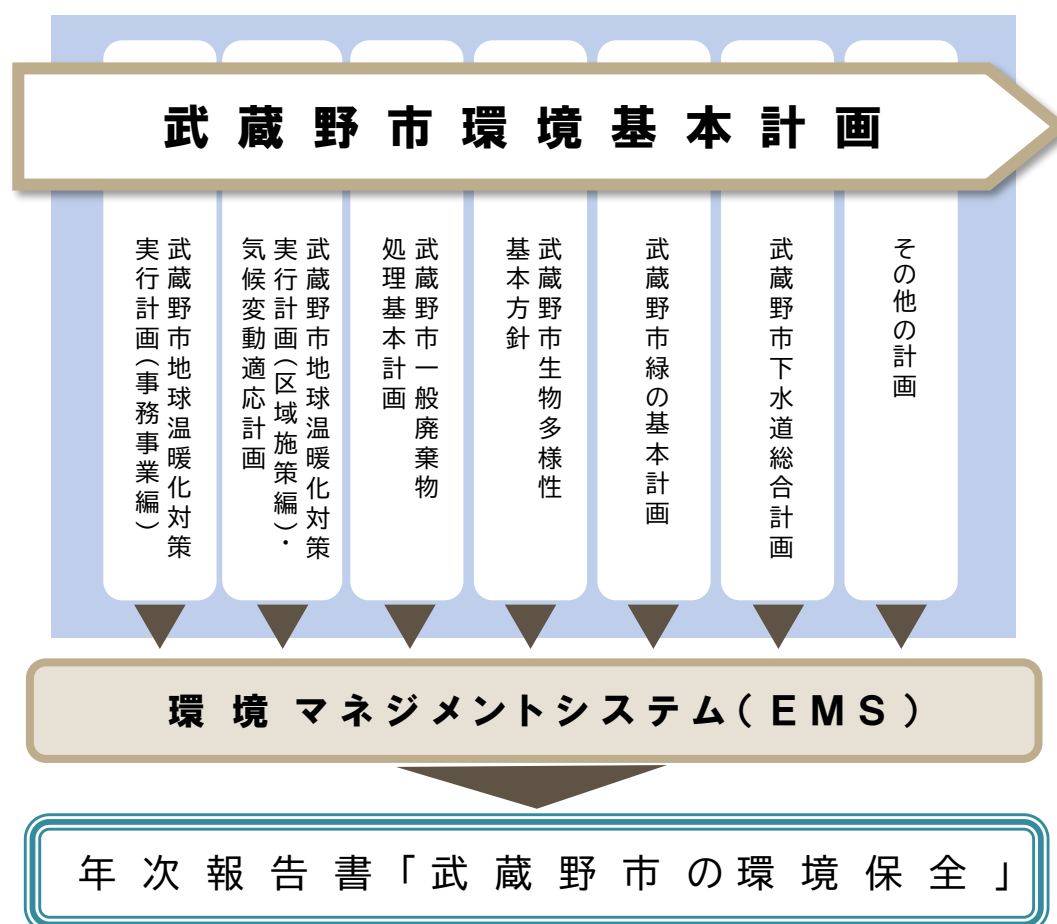 武蔵野市環境基本計画
武蔵野市地球温暖化対策
実行計画（事務事業編）
武蔵野市地球温暖化対策
実行計画（区域施策編）・
気候変動適応計画
武蔵野市一般廃棄物
処理基本計画
武蔵野市生物多様性
基本方針
武蔵野市緑の基本計画
武蔵野市下水道総合計画
その他の計画
環境マネジメントシステム（EMS）
年次報告書「武蔵野市の環境保全」